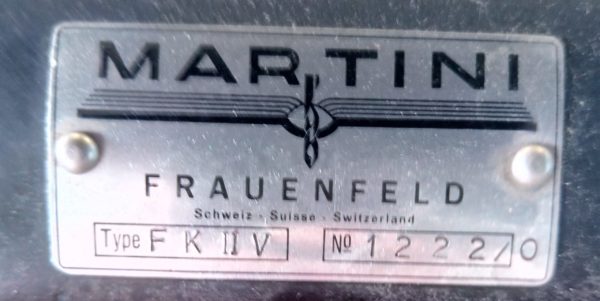 MARTINI
FRAUENFELD
Schweiz - Suisse - Switzerland
Type F K II V No 1 2 2 2 / 0